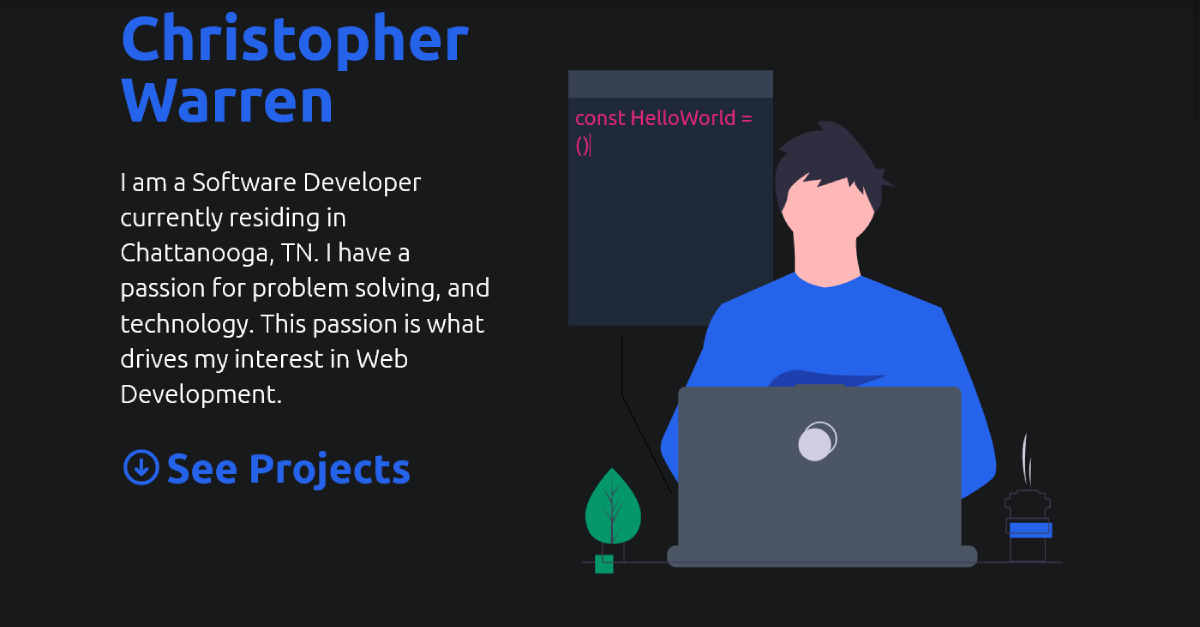 Christopher
Warren
I am a Software Developer
currently residing in
Chattanooga, TN. I have a
passion for problem solving, and
technology. This passion is what
drives my interest in Web
Development.
See Projects
const HelloWorld =
()